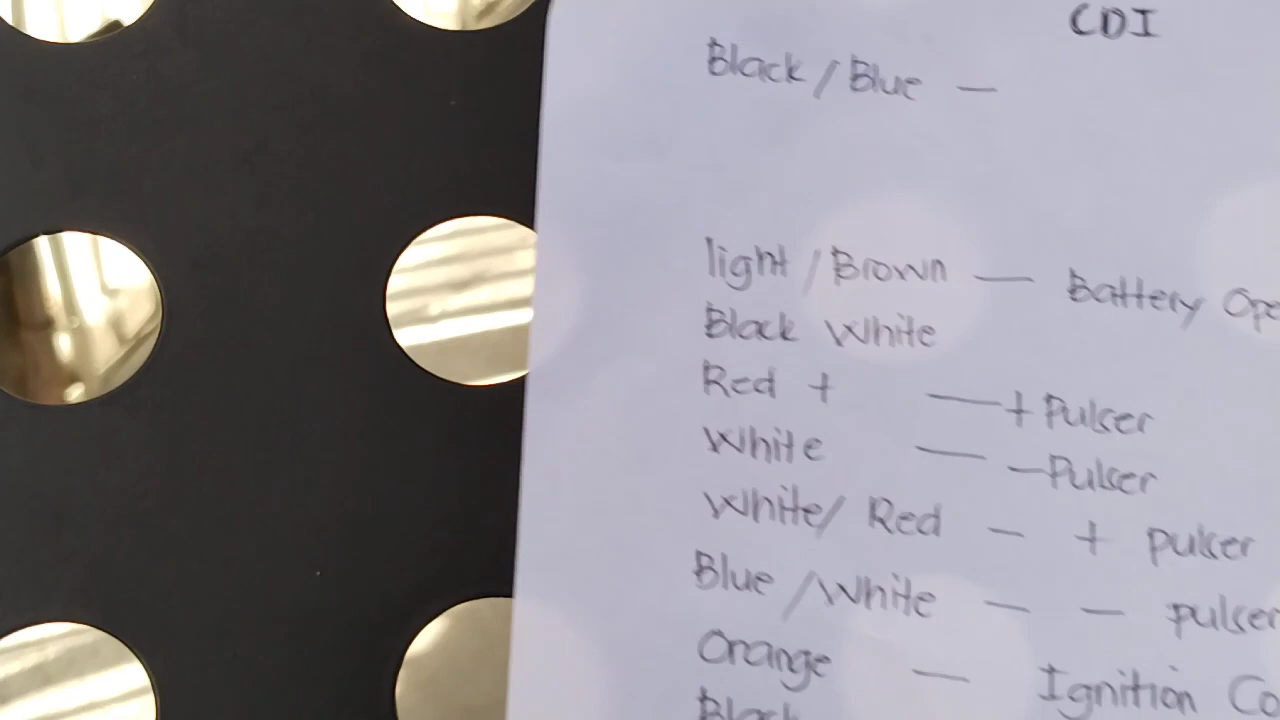 CDI
Black / Blue —
light / Brown — Battery
Black White
Red + — + Pulser
White — — Pulser
White / Red — + pulser
Blue / White — — pulser
Orange — Ignition
Black